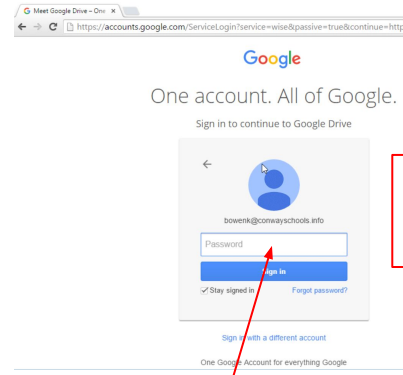 Meet Google Drive – One
https://accounts.google.com/ServiceLogin?service=wise&passive=true&continue=http
Google
One account. All of Google.
Sign in to continue to Google Drive
bowenk@conwayschools.info
Password
Sign in
Stay signed in Forgot password?
Sign in with a different account
One Google Account for everything Google